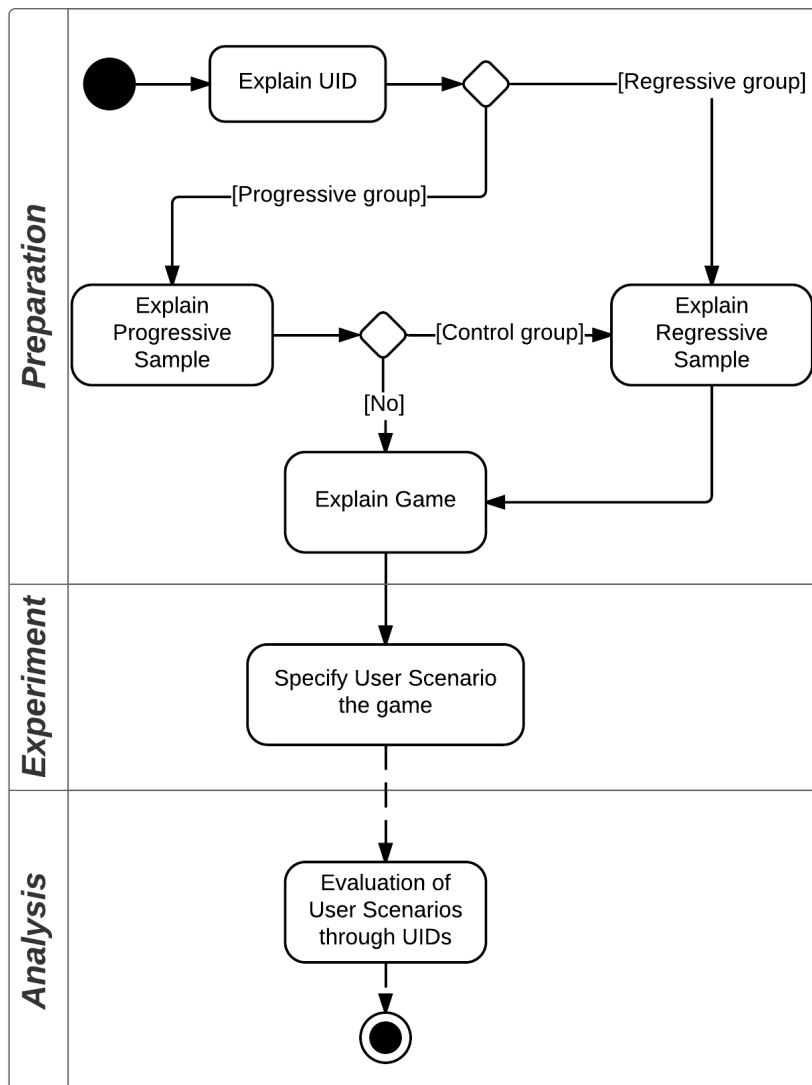 Preparation
Explain UID
[Regressive group]
[Progressive group]
Explain
Progressive
Sample
[Control group]
Explain
Regressive
Sample
[No]
Explain Game
Experiment
Specify User Scenario
the game
Analysis
Evaluation of
User Scenarios
through UIDs